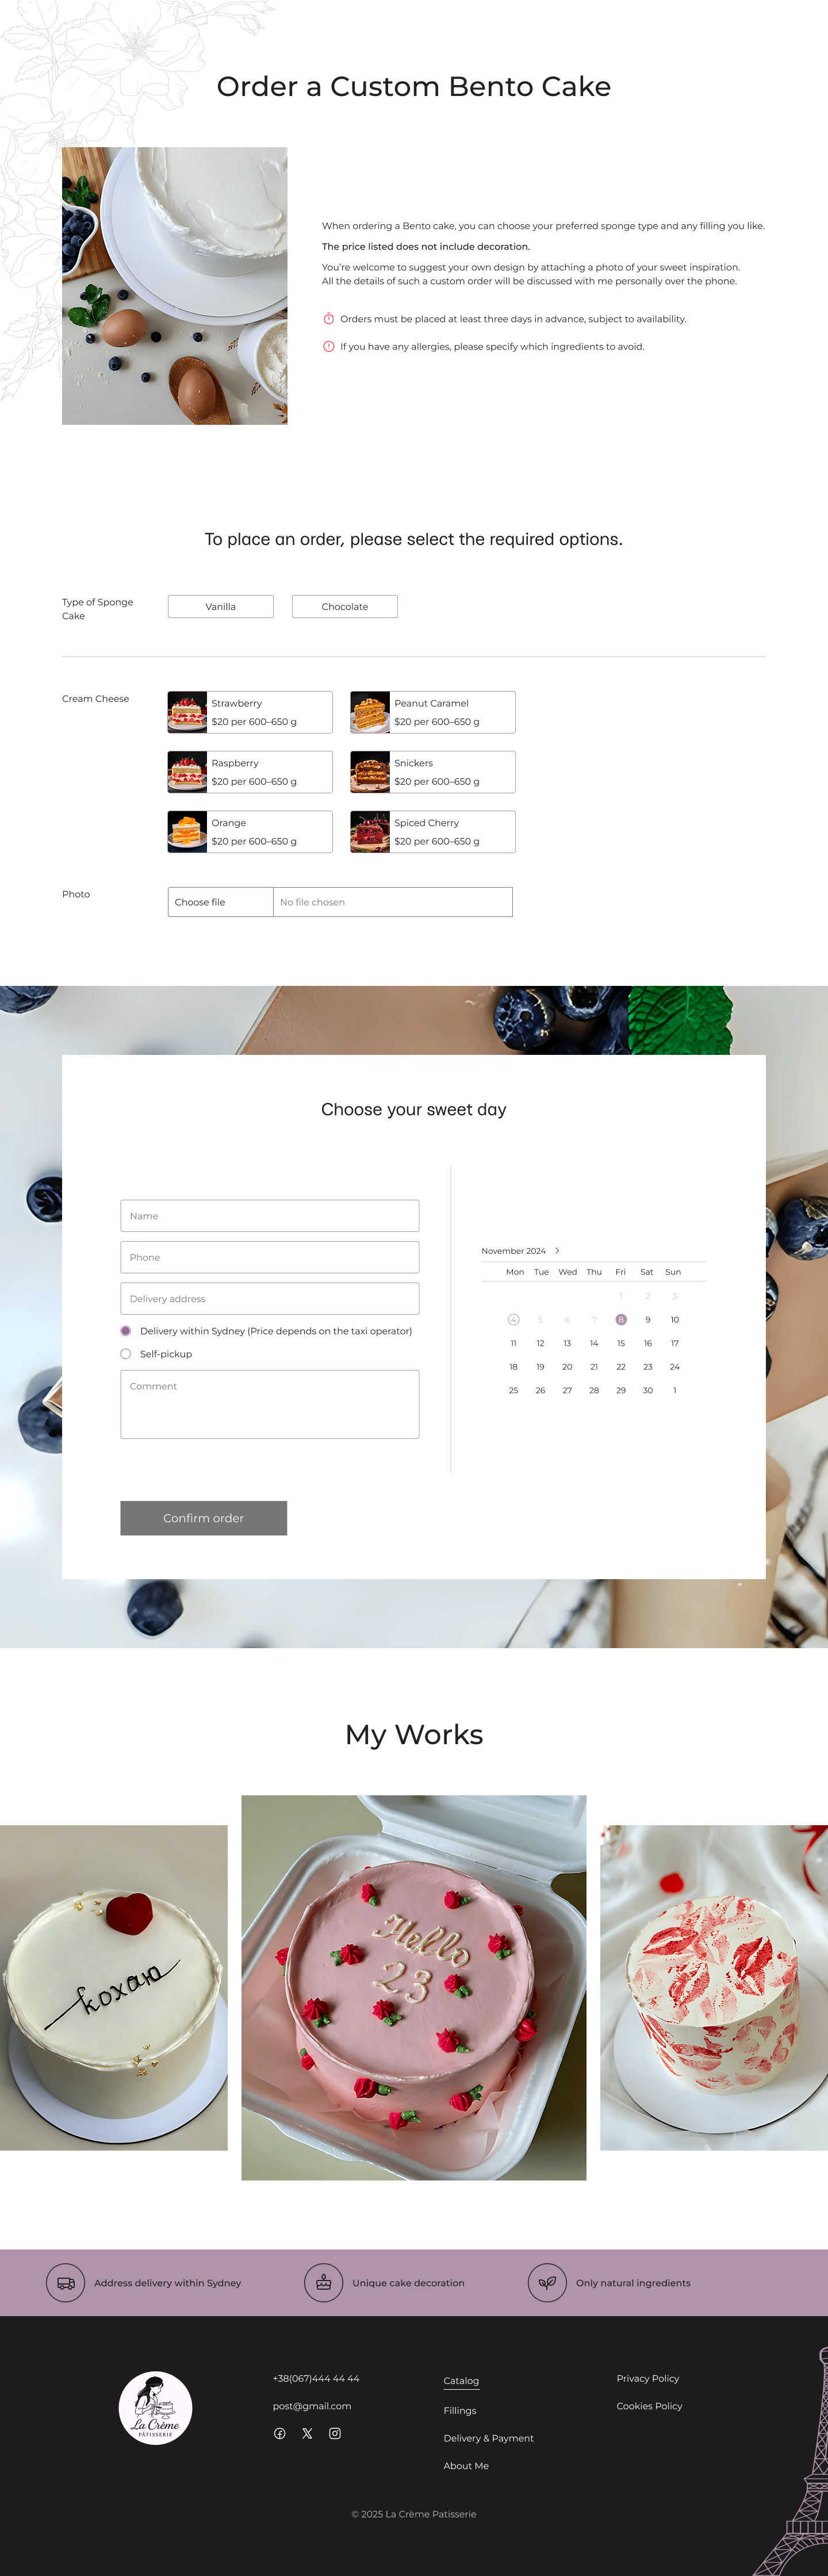 Order a Custom Bento Cake
When ordering a Bento cake, you can choose your preferred sponge type and any filling you like.
The price listed does not include decoration.
You're welcome to suggest your own design by attaching a photo of your sweet inspiration.
All the details of such a custom order will be discussed with me personally over the phone.
Orders must be placed at least three days in advance, subject to availability.
If you have any allergies, please specify which ingredients to avoid.
To place an order, please select the required options.
Type of Sponge
Cake
Vanilla
Chocolate
Cream Cheese
Strawberry
$20 per 600–650 g
Peanut Caramel
$20 per 600–650 g
Raspberry
$20 per 600–650 g
Snickers
$20 per 600–650 g
Orange
$20 per 600–650 g
Spiced Cherry
$20 per 600–650 g
Photo
Choose file
No file chosen
Choose your sweet day
Name
Phone
Delivery address
Delivery within Sydney (Price depends on the taxi operator)
Self-pickup
Comment
Confirm order
November 2024
Mon Tue Wed Thu Fri Sat Sun
1 2 3
4 5 6 7 8 9 10
11 12 13 14 15 16 17
18 19 20 21 22 23 24
25 26 27 28 29 30 1
My Works
кохаю
Hello
23
Address delivery within Sydney
Unique cake decoration
Only natural ingredients
La Crème
PÂTISSERIE
+38(067)444 44 44
post@gmail.com
Catalog
Fillings
Delivery & Payment
About Me
Privacy Policy
Cookies Policy
© 2025 La Crème Patisserie